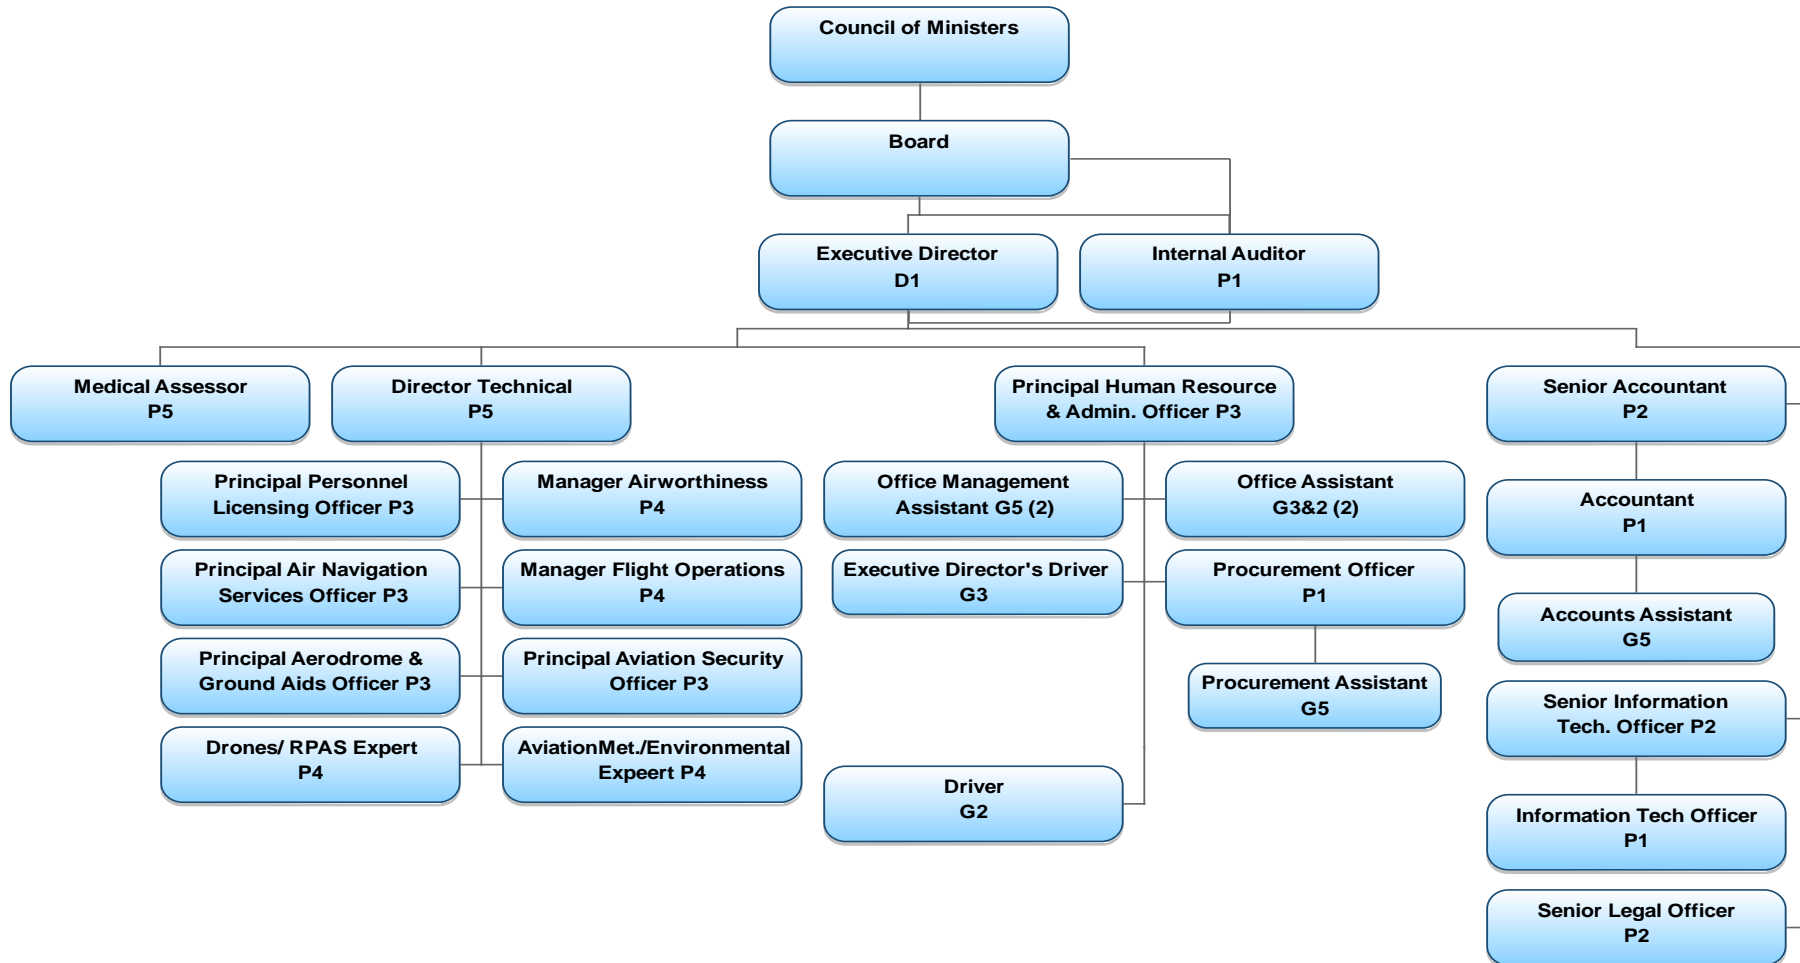 Council of Ministers
Board
Executive Director
D1
Internal Auditor
P1
Medical Assessor
P5
Director Technical
P5
Principal Human Resource
& Admin. Officer P3
Senior Accountant
P2
Principal Personnel
Licensing Officer P3
Manager Airworthiness
P4
Office Management
Assistant G5 (2)
Office Assistant
G3&2 (2)
Accountant
P1
Principal Air Navigation
Services Officer P3
Manager Flight Operations
P4
Executive Director's Driver
G3
Procurement Officer
P1
Accounts Assistant
G5
Principal Aerodrome &
Ground Aids Officer P3
Principal Aviation Security
Officer P3
Procurement Assistant
G5
Senior Information
Tech. Officer P2
Drones/ RPAS Expert
P4
AviationMet./Environmental
Expeert P4
Driver
G2
Information Tech Officer
P1
Senior Legal Officer
P2